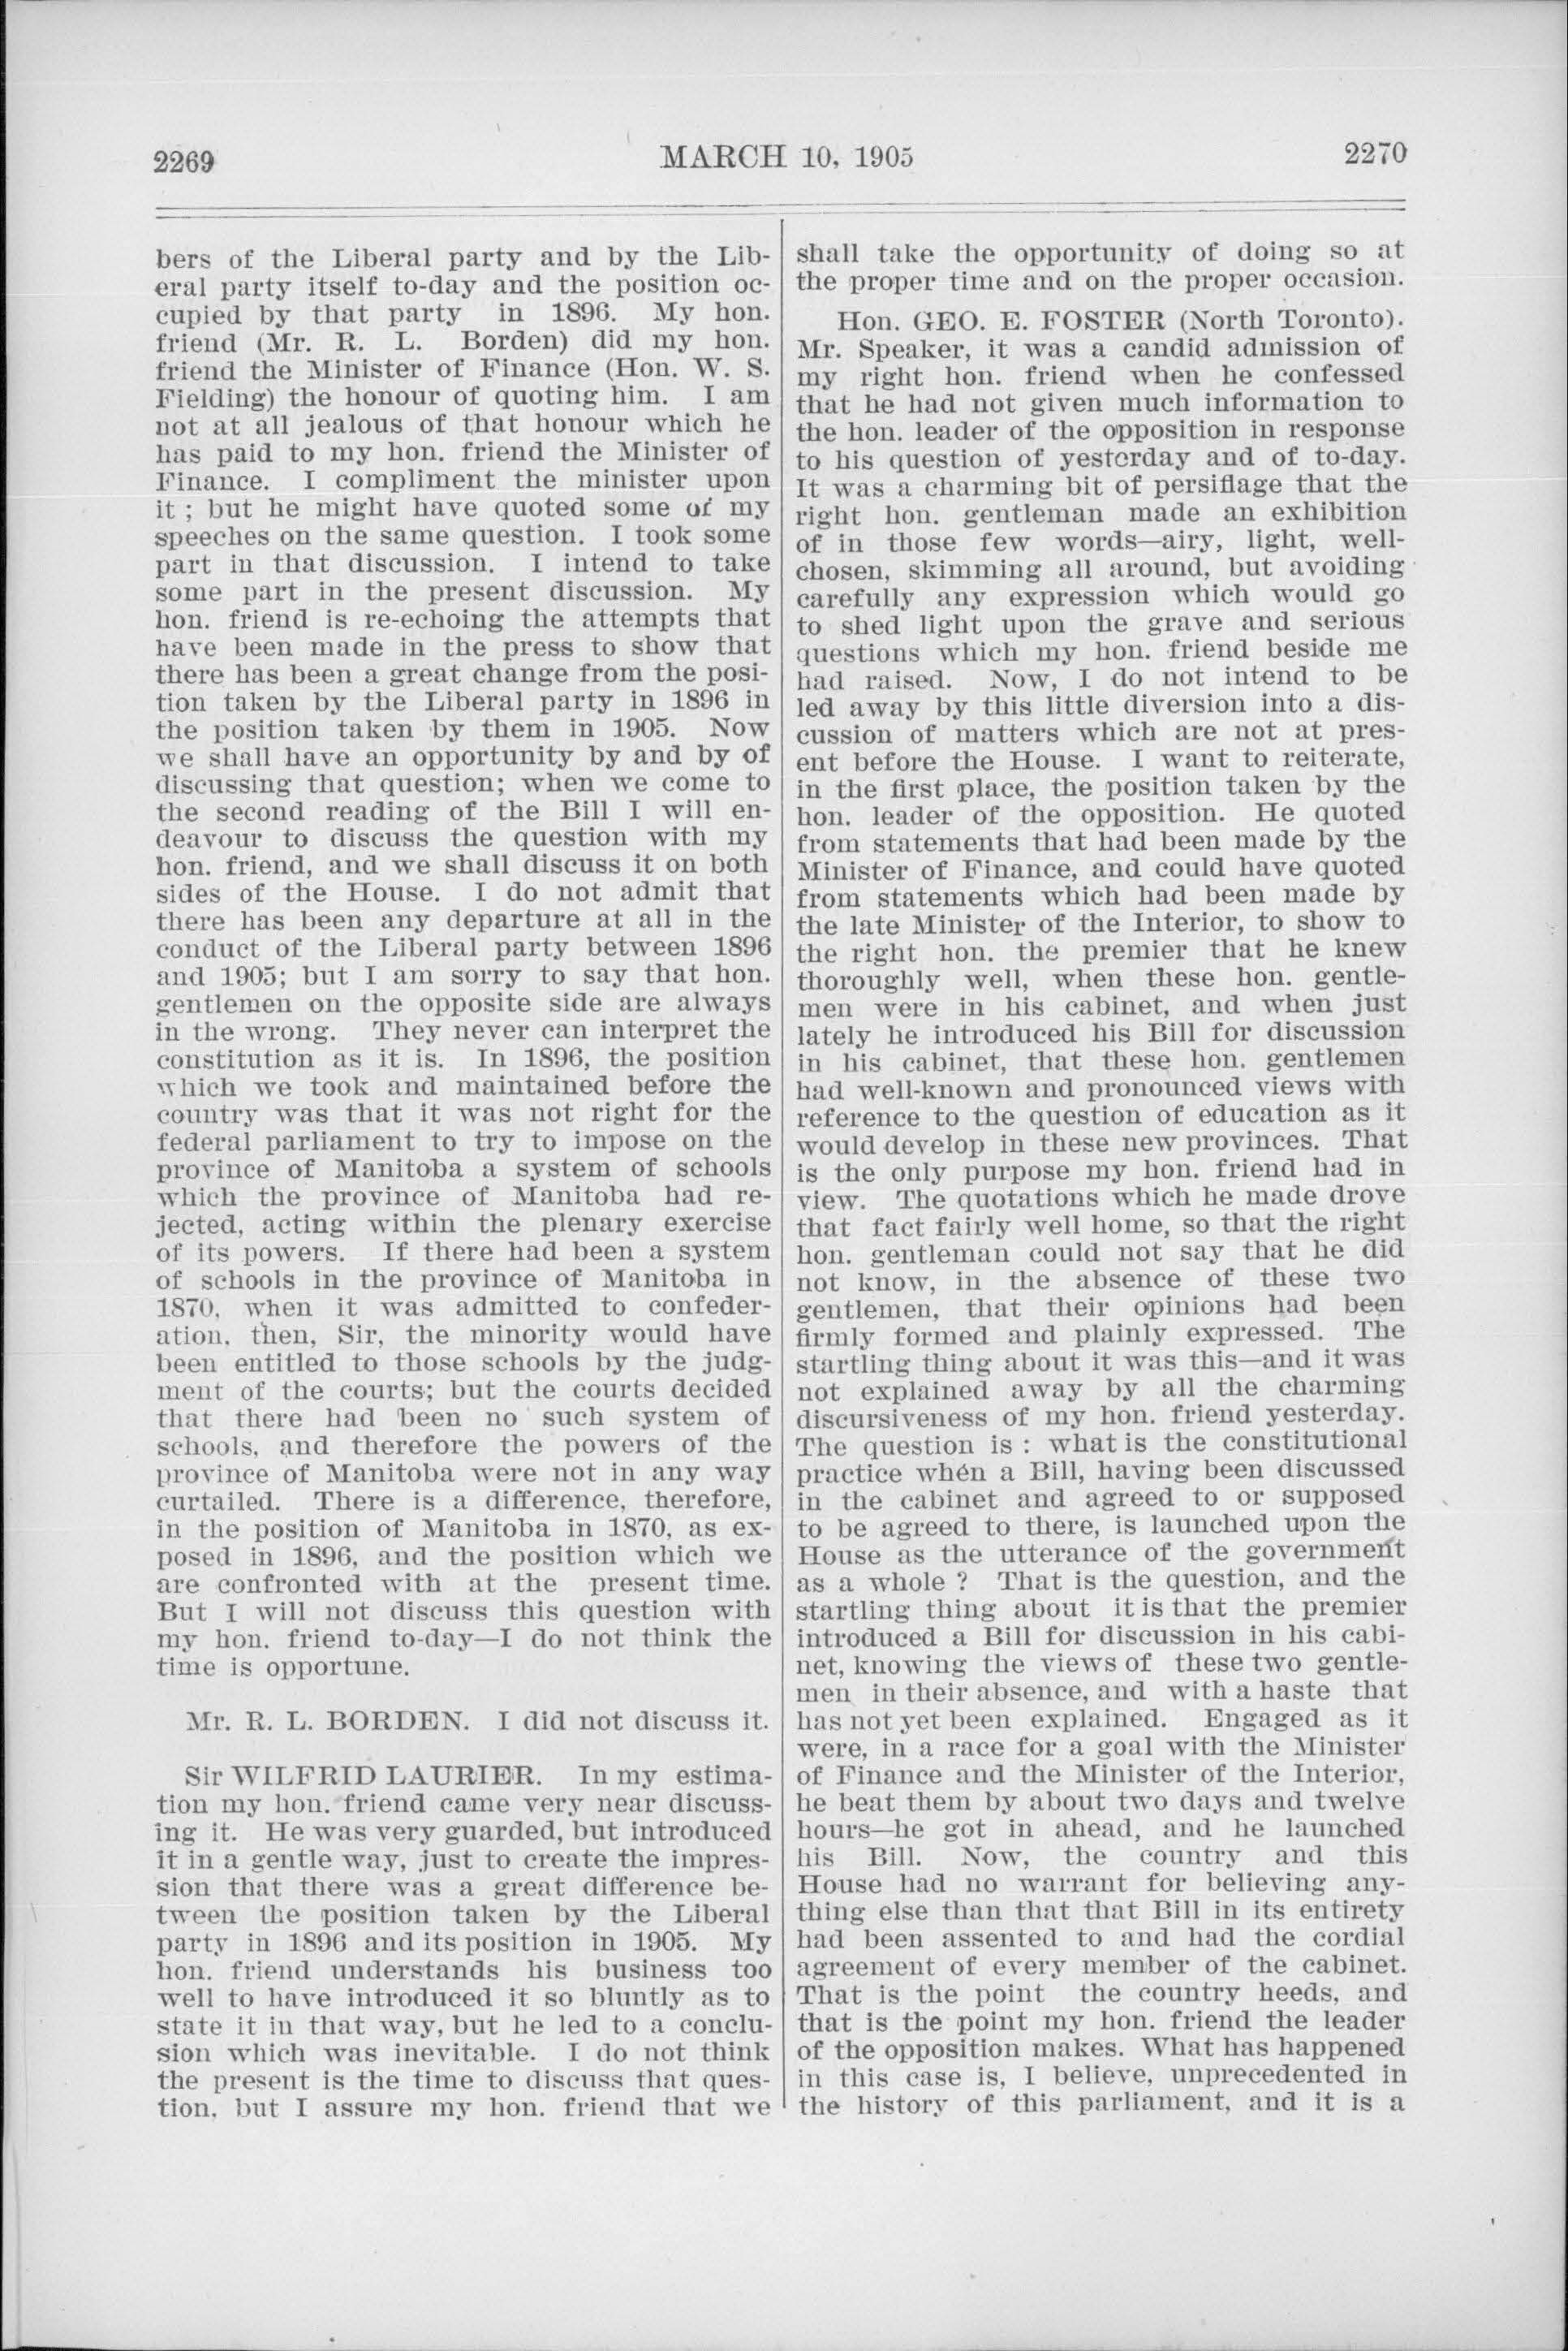 2269
MARCH 10, 1905
2270
bers of the Liberal party and by the Lib-
eral party itself to-day and the position oc-
cupied by that party in 1896. My hon.
friend (Mr. R. L. Borden) did my hon.
friend the Minister of Finance (Hon. W. S.
Fielding) the honour of quoting him. I am
not at all jealous of that honour which he
has paid to my hon. friend the Minister of
Finance. I compliment the minister upon
it ; but he might have quoted some of my
speeches on the same question. I took some
part in that discussion. I intend to take
some part in the present discussion. My
hon. friend is re-echoing the attempts that
have been made in the press to show that
there has been a great change from the posi-
tion taken by the Liberal party in 1896 in
the position taken by them in 1905. Now
we shall have an opportunity by and by of
discussing that question; when we come to
the second reading of the Bill I will en-
deavour to discuss the question with my
hon. friend, and we shall discuss it on both
sides of the House. I do not admit that
there has been any departure at all in the
conduct of the Liberal party between 1896
and 1905; but I am sorry to say that hon.
gentlemen on the opposite side are always
in the wrong. They never can interpret the
constitution as it is. In 1896, the position
which we took and maintained before the
country was that it was not right for the
federal parliament to try to impose on the
province of Manitoba a system of schools
which the province of Manitoba had re-
jected, acting within the plenary exercise
of its powers. If there had been a system
of schools in the province of Manitoba in
1870, when it was admitted to confeder-
ation, then, Sir, the minority would have
been entitled to those schools by the judg-
ment of the courts; but the courts decided
that there had been no such system of
schools, and therefore the powers of the
province of Manitoba were not in any way
curtailed. There is a difference, therefore,
in the position of Manitoba in 1870, as ex-
posed in 1896, and the position which we
are confronted with at the present time.
But I will not discuss this question with
my hon. friend to-day—I do not think the
time is opportune.
Mr. R. L. BORDEN. I did not discuss it.
Sir WILFRID LAURIER. In my estima-
tion my hon. friend came very near discuss-
ing it. He was very guarded, but introduced
it in a gentle way, just to create the impres-
sion that there was a great difference be-
tween the position taken by the Liberal
party in 1896 and its position in 1905. My
hon. friend understands his business too
well to have introduced it so bluntly as to
state it in that way, but he led to a conclu-
sion which was inevitable. I do not think
the present is the time to discuss that ques-
tion, but I assure my hon. friend that we
shall take the opportunity of doing so at
the proper time and on the proper occasion.
Hon. GEO. E. FOSTER (North Toronto).
Mr. Speaker, it was a candid admission of
my right hon. friend when he confessed
that he had not given much information to
the hon. leader of the opposition in response
to his question of yesterday and of to-day.
It was a charming bit of persiflage that the
right hon. gentleman made an exhibition
of in those few words—airy, light, well-
chosen, skimming all around, but avoiding
carefully any expression which would go
to shed light upon the grave and serious
questions which my hon. friend beside me
had raised. Now, I do not intend to be
led away by this little diversion into a dis-
cussion of matters which are not at pres-
ent before the House. I want to reiterate,
in the first place, the position taken by the
hon. leader of the opposition. He quoted
from statements that had been made by the
Minister of Finance, and could have quoted
from statements which had been made by
the late Minister of the Interior, to show to
the right hon. the premier that he knew
thoroughly well, when these hon. gentle-
men were in his cabinet, and when just
lately he introduced his Bill for discussion
in his cabinet, that these hon. gentlemen
had well-known and pronounced views with
reference to the question of education as it
would develop in these new provinces. That
is the only purpose my hon. friend had in
view. The quotations which he made drove
that fact fairly well home, so that the right
hon. gentleman could not say that he did
not know, in the absence of these two
gentlemen, that their opinions had been
firmly formed and plainly expressed. The
startling thing about it was this—and it was
not explained away by all the charming
discursiveness of my hon. friend yesterday.
The question is : what is the constitutional
practice when a Bill, having been discussed
in the cabinet and agreed to or supposed
to be agreed to there, is launched upon the
House as the utterance of the government
as a whole ? That is the question, and the
startling thing about it is that the premier
introduced a Bill for discussion in his cabi-
net, knowing the views of these two gentle-
men in their absence, and with a haste that
has not yet been explained. Engaged as it
were, in a race for a goal with the Minister
of Finance and the Minister of the Interior,
he beat them by about two days and twelve
hours—he got in ahead, and he launched
his Bill. Now, the country and this
House had no warrant for believing any-
thing else than that that Bill in its entirety
had been assented to and had the cordial
agreement of every member of the cabinet.
That is the point the country heeds, and
that is the point my hon. friend the leader
of the opposition makes. What has happened
in this case is, I believe, unprecedented in
the history of this parliament, and it is a